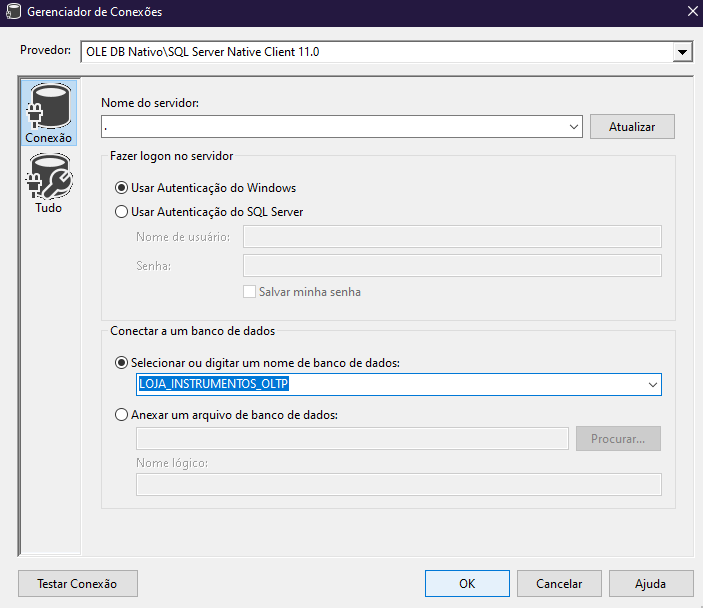 Gerenciador de Conexões
Provedor: OLE DB Nativo\SQL Server Native Client 11.0
Conexão
Tudo
Nome do servidor:
. Atualizar
Fazer logon no servidor
Usar Autenticação do Windows
Usar Autenticação do SQL Server
Nome de usuário:
Senha:
Salvar minha senha
Conectar a um banco de dados
Selecionar ou digitar um nome de banco de dados:
LOJA_INSTRUMENTOS_OLTP
Anexar um arquivo de banco de dados:
Procurar...
Nome lógico:
Testar Conexão OK Cancelar Ajuda